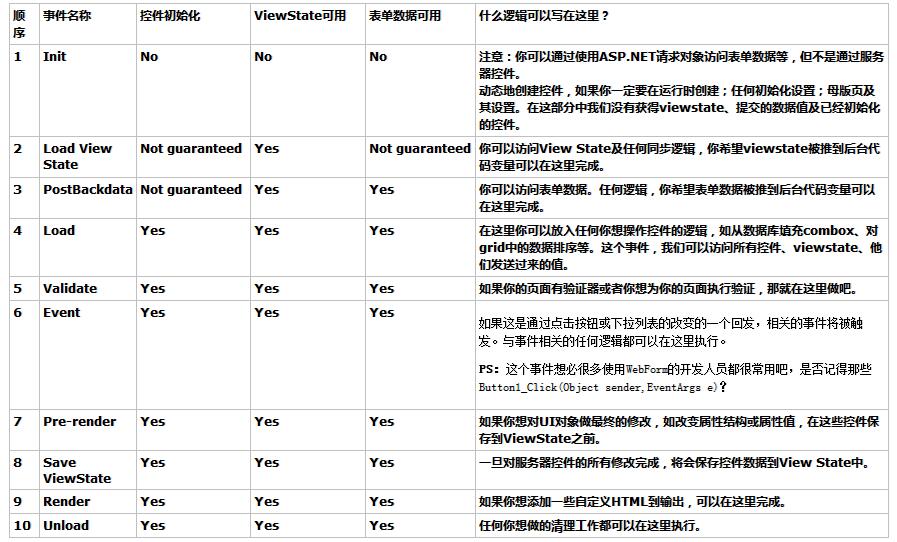 顺序 事件名称 控件初始化 ViewState可用 表单数据可用 什么逻辑可以写在这里？
1 Init No No No 注意：你可以通过使用ASP.NET请求对象访问表单数据等，但不是通过服务
器控件。
动态地创建控件，如果你一定要在运行时创建；任何初始化设置；母版页及
其设置。在这部分中我们没有获得viewstate、提交的数据值及已经初始化
的控件。
2 Load View State Not guaranteed Yes Not guaranteed 你可以访问View State及任何同步逻辑，你希望viewstate被推到后台代
码变量可以在这里完成。
3 PostBackdata Not guaranteed Yes Yes 你可以访问表单数据。任何逻辑，你希望表单数据被推到后台代码变量可以
在这里完成。
4 Load Yes Yes Yes 在这里你可以放入任何你想操作控件的逻辑，如从数据库填充combox、对
grid中的数据排序等。这个事件，我们可以访问所有控件、viewstate、他
们发送过来的值。
5 Validate Yes Yes Yes 如果你的页面有验证器或者你想为你的页面执行验证，那就在这里做吧。
6 Event Yes Yes Yes 如果这是通过点击按钮或下拉列表的改变的一个回发，相关的事件将被触
发。与事件相关的任何逻辑都可以在这里执行。
PS：这个事件想必很多使用WebForm的开发人员都很常用吧，是否记得那些
Button1_Click(Object sender,EventArgs e)？
7 Pre-render Yes Yes Yes 如果你想对UI对象做最终的修改，如改变属性结构或属性值，在这些控件保
存到ViewState之前。
8 Save ViewState Yes Yes Yes 一旦对服务器控件的所有修改完成，将会保存控件数据到View State中。
9 Render Yes Yes Yes 如果你想添加一些自定义HTML到输出，可以在这里完成。
10 Unload Yes Yes Yes 任何你想做的清理工作都可以在这里执行。